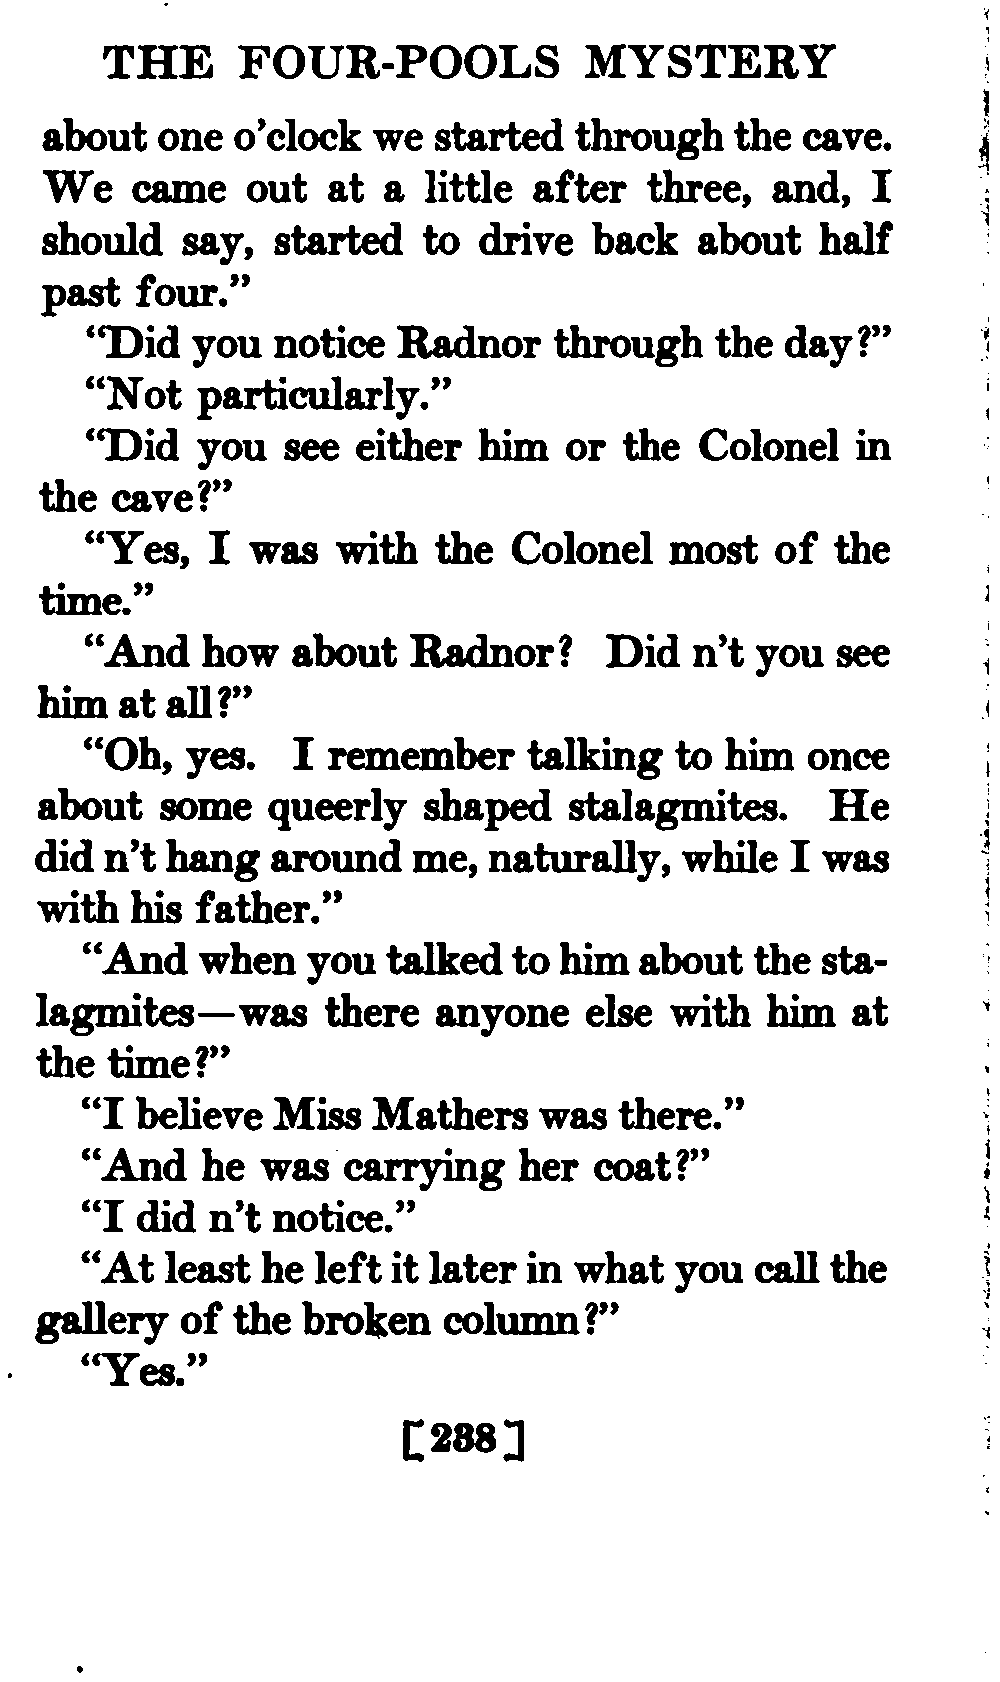 THE FOUR-POOLS MYSTERY
about one o'clock we started through the cave.
We came out at a little after three, and, I
should say, started to drive back about half
past four."
"Did you notice Radnor through the day?"
"Not particularly."
"Did you see either him or the Colonel in
the cave?"
"Yes, I was with the Colonel most of the
time."
"And how about Radnor? Did n't you see
him at all?"
"Oh, yes. I remember talking to him once
about some queerly shaped stalagmites. He
did n't hang around me, naturally, while I was
with his father."
"And when you talked to him about the sta-
lagmites—was there anyone else with him at
the time?"
"I believe Miss Mathers was there."
"And he was carrying her coat?"
"I did n't notice."
"At least he left it later in what you call the
gallery of the broken column?"
"Yes."
[238]